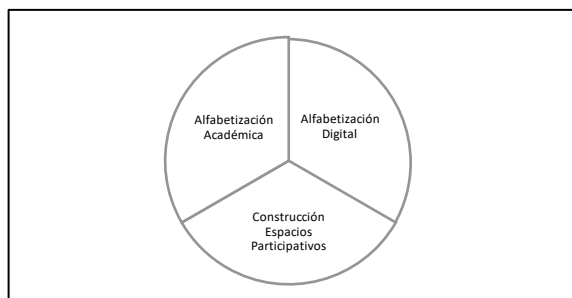 Alfabetización
Académica
Alfabetización
Digital
Construcción
Espacios
Participativos